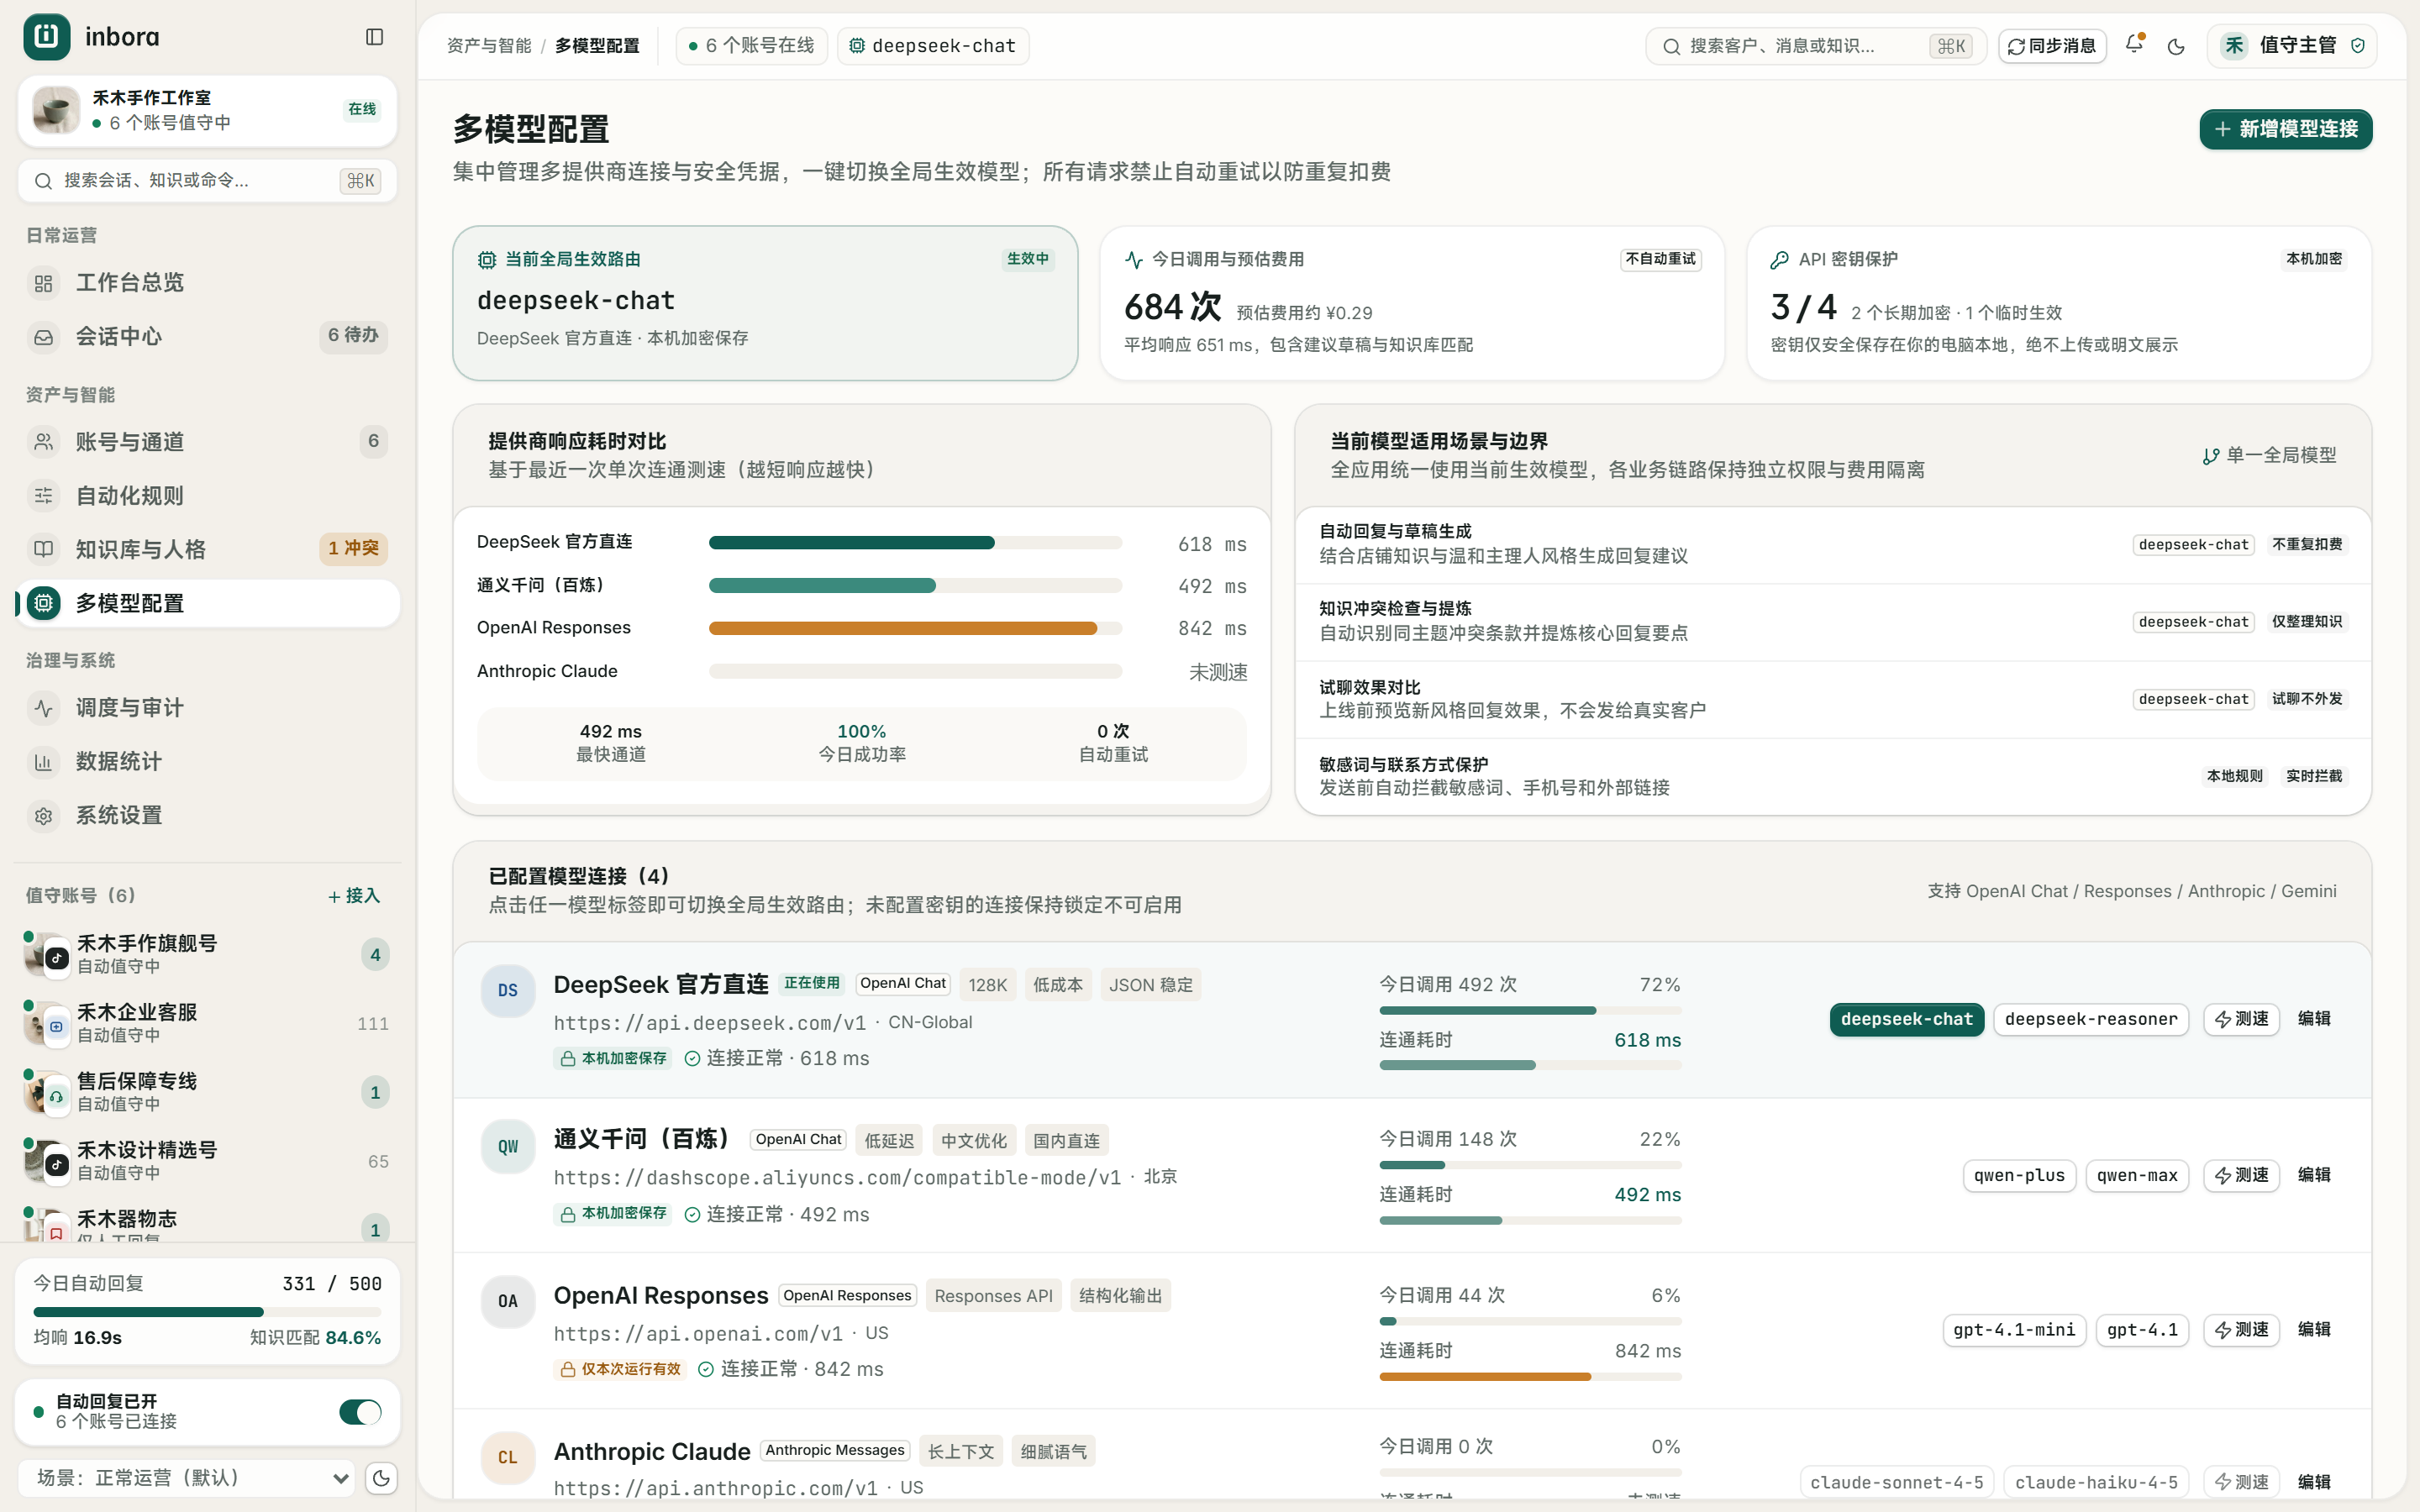 inbora
禾木手作工作室
6 个账号值守中
在线
搜索会话、知识或命令...
⌘K
日常运营
工作台总览
会话中心
6 待办
资产与智能
账号与通道
6
自动化规则
知识库与人格
1 冲突
多模型配置
治理与系统
调度与审计
数据统计
系统设置
值守账号（6）
+ 接入
禾木手作旗舰号
自动值守中
4
禾木企业客服
自动值守中
111
售后保障专线
自动值守中
1
禾木设计精选号
自动值守中
65
禾木器物志
仅人工回复
1
今日自动回复
331 / 500
均响 16.9s
知识匹配 84.6%
自动回复已开
6 个账号已连接
场景：正常运营（默认）
资产与智能 / 多模型配置
6 个账号在线
deepseek-chat
搜索客户、消息或知识...
⌘K
同步消息
禾
值守主管
多模型配置
集中管理多提供商连接与安全凭据，一键切换全局生效模型；所有请求禁止自动重试以防重复扣费
+ 新增模型连接
当前全局生效路由
生效中
deepseek-chat
DeepSeek 官方直连 · 本机加密保存
今日调用与预估费用
不自动重试
684 次 预估费用约 ¥0.29
平均响应 651 ms，包含建议草稿与知识库匹配
API 密钥保护
本机加密
3 / 4 2 个长期加密 · 1 个临时生效
密钥仅安全保存在你的电脑本地，绝不上传或明文展示
提供商响应耗时对比
基于最近一次单次连通测速（越短响应越快）
DeepSeek 官方直连
618 ms
通义千问（百炼）
492 ms
OpenAI Responses
842 ms
Anthropic Claude
未测速
492 ms
最快通道
100%
今日成功率
0 次
自动重试
当前模型适用场景与边界
全应用统一使用当前生效模型，各业务链路保持独立权限与费用隔离
单一全局模型
自动回复与草稿生成
结合店铺知识与温和主理人风格生成回复建议
deepseek-chat
不重复扣费
知识冲突检查与提炼
自动识别同主题冲突条款并提炼核心回复要点
deepseek-chat
仅整理知识
试聊效果对比
上线前预览新风格回复效果，不会发给真实客户
deepseek-chat
试聊不外发
敏感词与联系方式保护
发送前自动拦截敏感词、手机号和外部链接
本地规则
实时拦截
已配置模型连接（4）
点击任一模型标签即可切换全局生效路由；未配置密钥的连接保持锁定不可启用
支持 OpenAI Chat / Responses / Anthropic / Gemini
DS
DeepSeek 官方直连 正在使用 OpenAI Chat 128K 低成本 JSON 稳定
https://api.deepseek.com/v1 · CN-Global
本机加密保存 连接正常 · 618 ms
今日调用 492 次 72%
连通耗时 618 ms
deepseek-chat deepseek-reasoner 测速 编辑
QW
通义千问（百炼） OpenAI Chat 低延迟 中文优化 国内直连
https://dashscope.aliyuncs.com/compatible-mode/v1 · 北京
本机加密保存 连接正常 · 492 ms
今日调用 148 次 22%
连通耗时 492 ms
qwen-plus qwen-max 测速 编辑
OA
OpenAI Responses OpenAI Responses Responses API 结构化输出
https://api.openai.com/v1 · US
仅本次运行有效 连接正常 · 842 ms
今日调用 44 次 6%
连通耗时 842 ms
gpt-4.1-mini gpt-4.1 测速 编辑
CL
Anthropic Claude Anthropic Messages 长上下文 细腻语气
https://api.anthropic.com/v1 · US
今日调用 0 次 0%
连通耗时 未测速
claude-sonnet-4-5 claude-haiku-4-5 测速 编辑